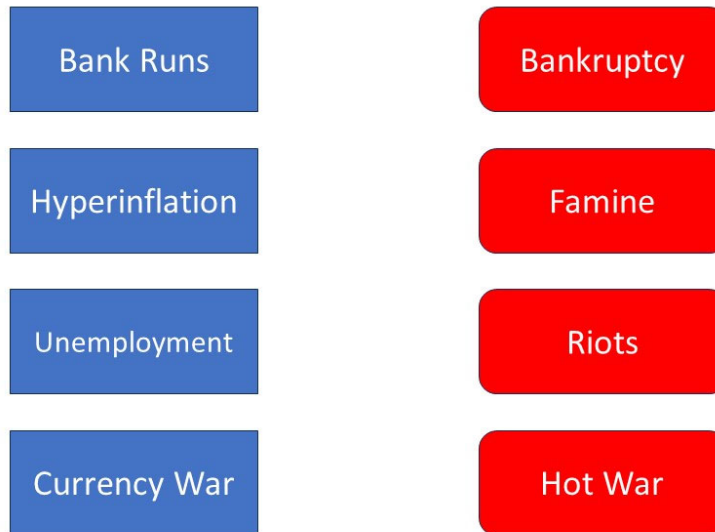 Bank Runs
Bankruptcy
Hyperinflation
Famine
Unemployment
Riots
Currency War
Hot War